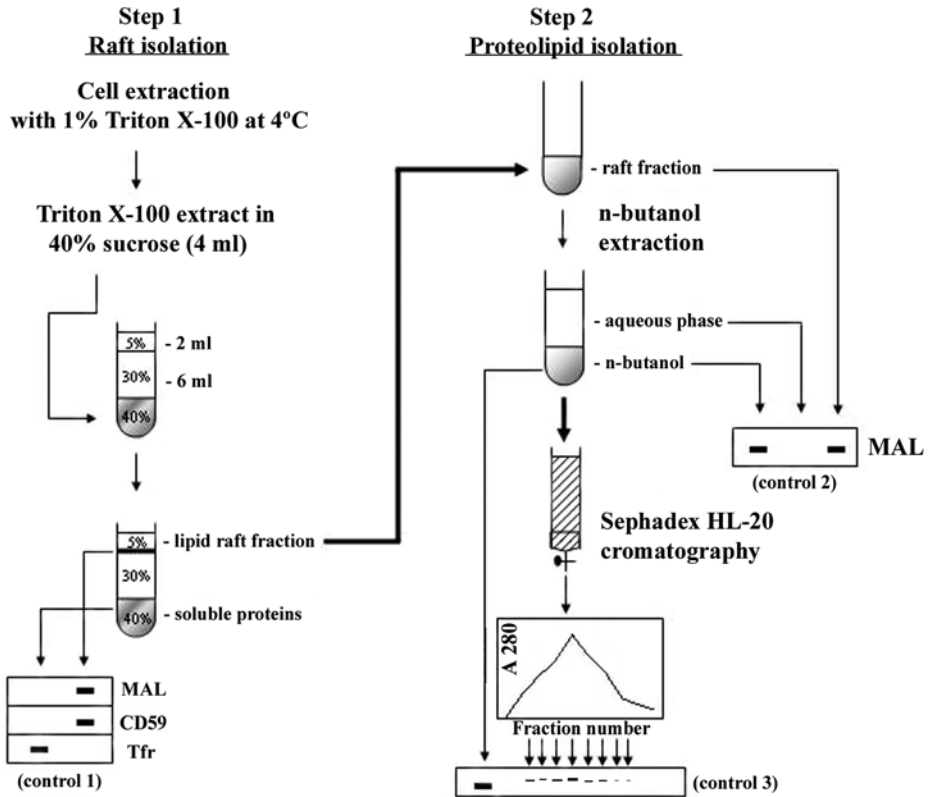 Step 1
Raft isolation
Cell extraction
with 1% Triton X-100 at 4ºC
Triton X-100 extract in
40% sucrose (4 ml)
5%
- 2 ml
30%
- 6 ml
40%
5%
- lipid raft fraction
30%
40%
- soluble proteins
MAL
CD59
Tfr
(control 1)
Step 2
Proteolipid isolation
- raft fraction
n-butanol
extraction
- aqueous phase
- n-butanol
MAL
(control 2)
Sephadex HL-20
cromatography
A 280
Fraction number
(control 3)